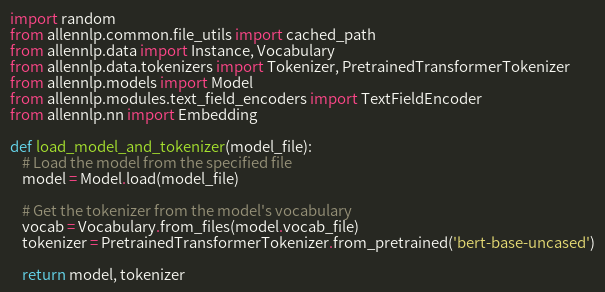 import random
from allennlp.common.file_utils import cached_path
from allennlp.data import Instance, Vocabulary
from allennlp.data.tokenizers import Tokenizer, PretrainedTransformerTokenizer
from allennlp.models import Model
from allennlp.modules.text_field_encoders import TextFieldEncoder
from allennlp.nn import Embedding

def load_model_and_tokenizer(model_file):
    # Load the model from the specified file
    model = Model.load(model_file)

    # Get the tokenizer from the model's vocabulary
    vocab = Vocabulary.from_files(model.vocab_file)
    tokenizer = PretrainedTransformerTokenizer.from_pretrained('bert-base-uncased')

    return model, tokenizer